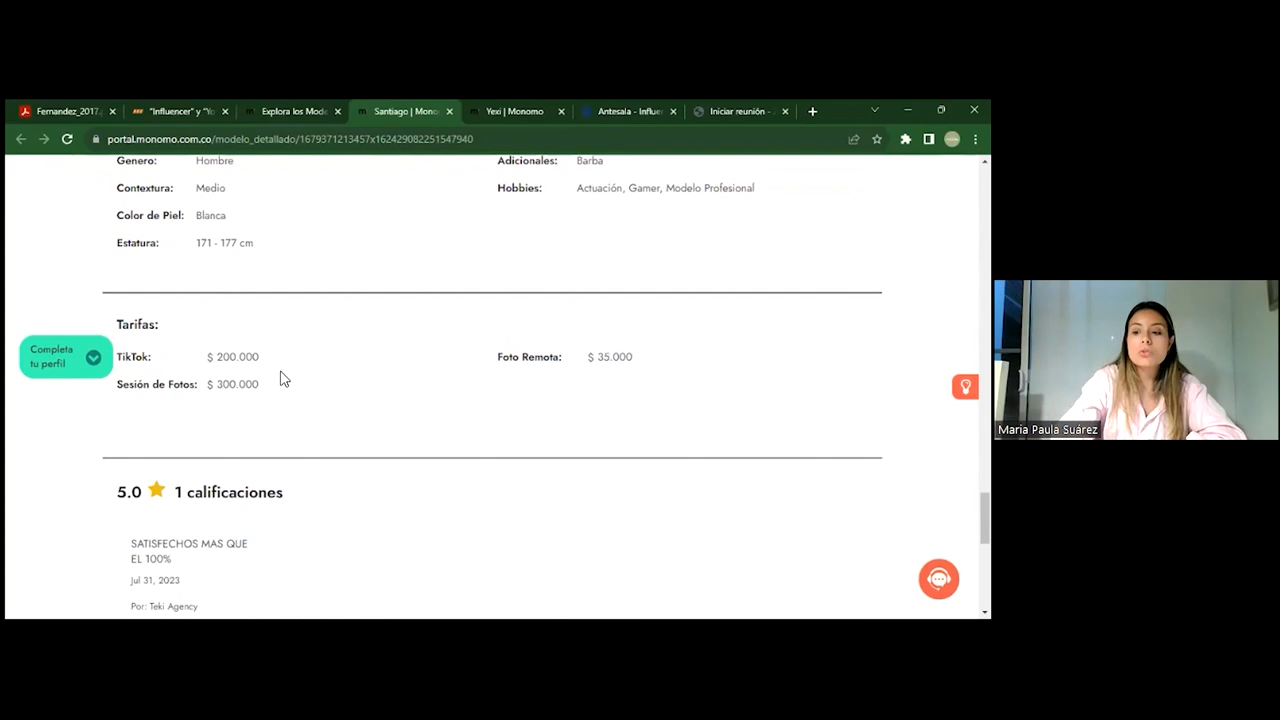 Fernandez_2017.
"Influencer" y "Yo
Explora los Mode
Santiago | Mono
Yexi | Monomo
Antesala - Influe
Iniciar reunión -
portal.monomo.com.co/modelo_detallado/1679371213457x162429082251547940
Genero: Hombre
Adicionales: Barba
Contextura: Medio
Hobbies: Actuación, Gamer, Modelo Profesional
Color de Piel: Blanca
Estatura: 171 - 177 cm
Tarifas:
Completa
tu perfil
TikTok: $ 200.000
Foto Remota: $ 35.000
Sesión de Fotos: $ 300.000
5.0 1 calificaciones
SATISFECHOS MAS QUE
EL 100%
Jul 31, 2023
Por: Teki Agency
Maria Paula Suárez